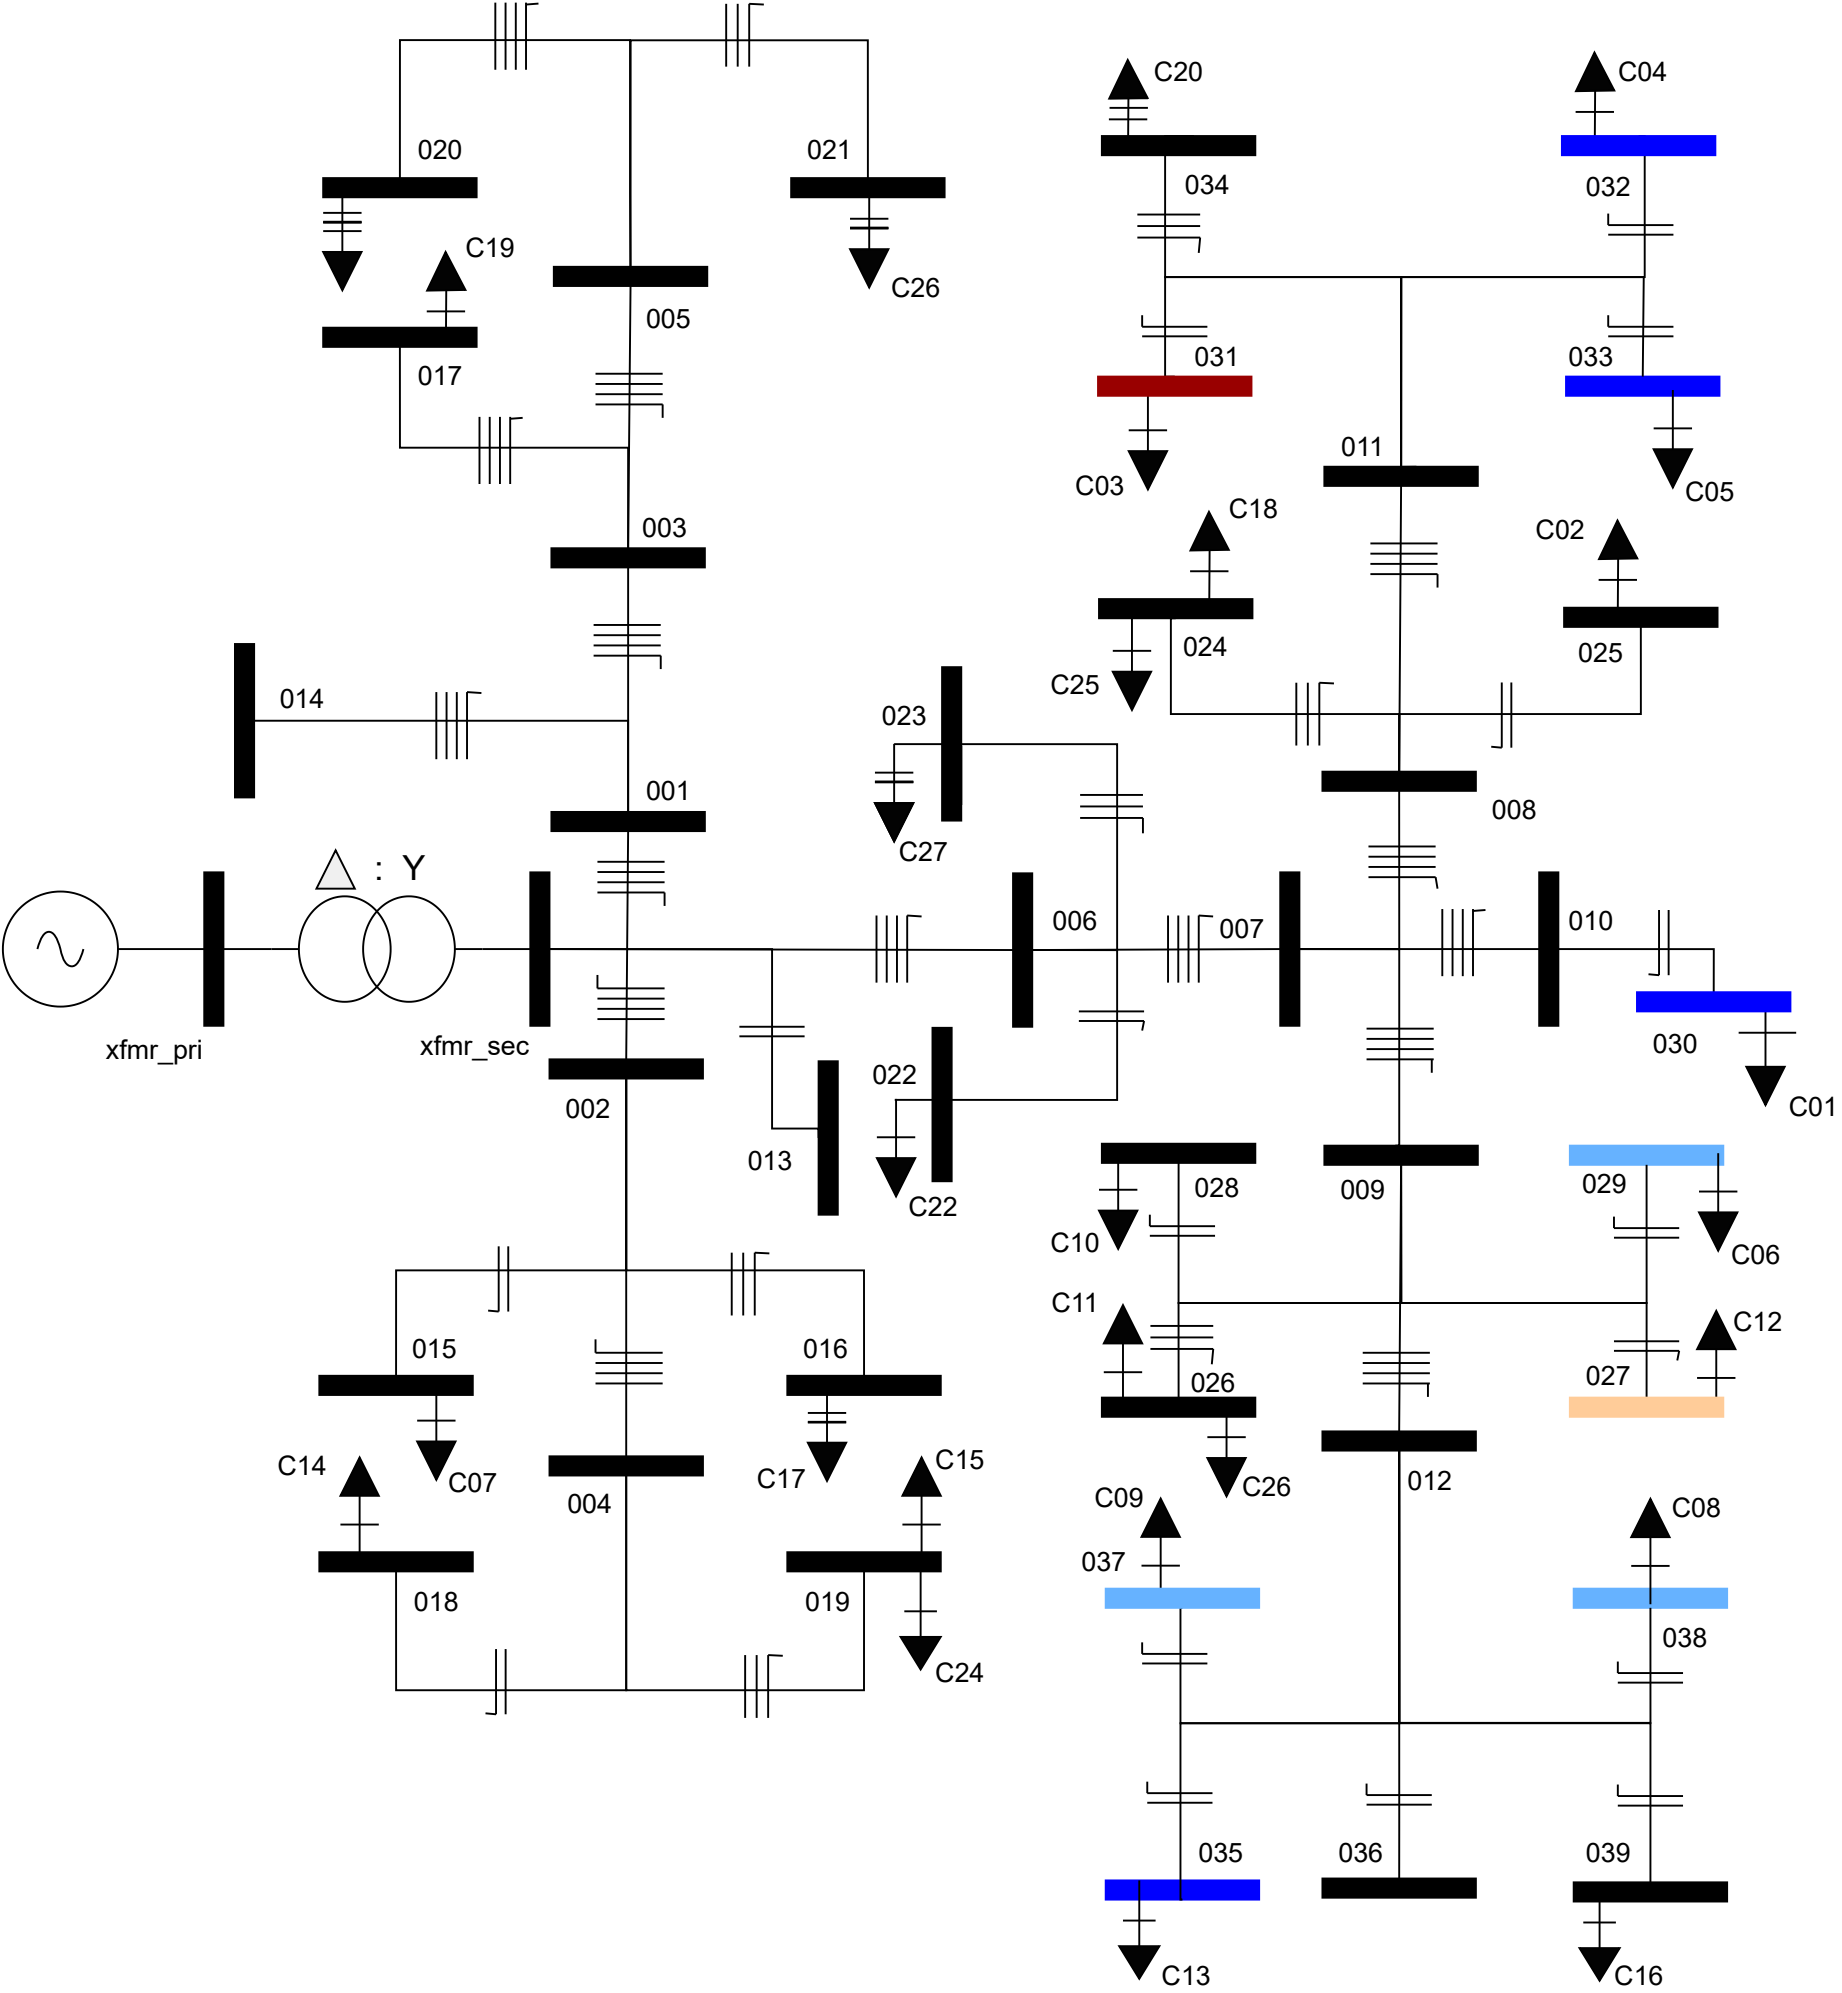 C20
C04
020
021
034
032
C19
C26
005
017
031
033
011
C03
C05
003
C18
C02
024
025
C25
014
023
001
008
C27
△ : Y
006
007
010
xfmr_pri
xfmr_sec
030
022
002
C01
013
028
009
029
C22
C10
C06
C11
C12
015
016
026
027
C14
C07
C17
C15
004
C26
012
C09
C08
037
018
019
038
C24
035
036
039
C13
C16